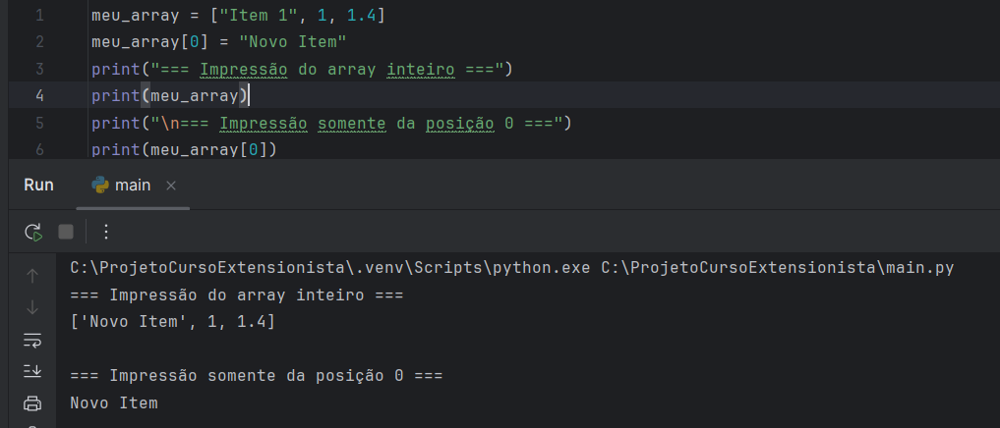 1 meu_array = ["Item 1", 1, 1.4]
2 meu_array[0] = "Novo Item"
3 print("=== Impressão do array inteiro ===")
4 print(meu_array)
5 print("\n=== Impressão somente da posição 0 ===")
6 print(meu_array[0])
Run main
C:\ProjetoCursoExtensionista\.venv\Scripts\python.exe C:\ProjetoCursoExtensionista\main.py
=== Impressão do array inteiro ===
['Novo Item', 1, 1.4]
=== Impressão somente da posição 0 ===
Novo Item